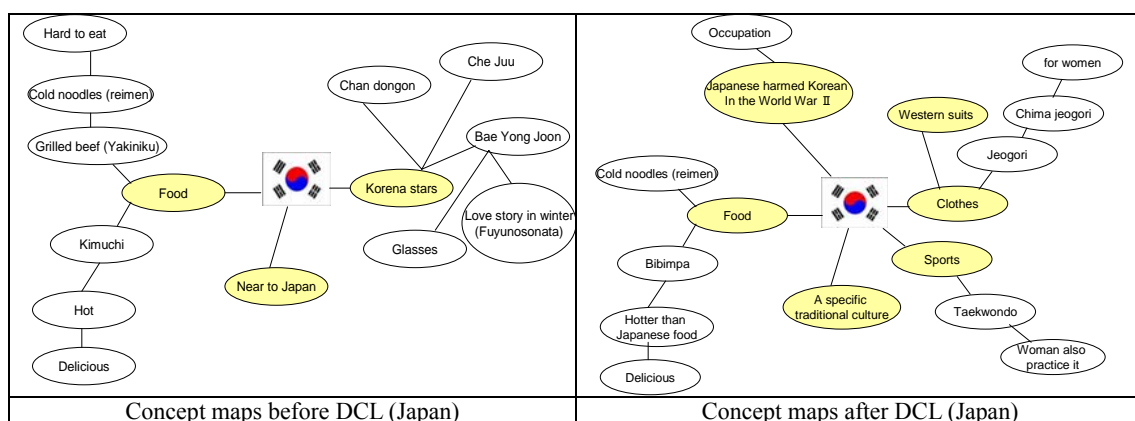 Hard to eat
Cold noodles (reimen)
Grilled beef (Yakiniku)
Food
Kimuchi
Hot
Delicious
Near to Japan
Korena stars
Chan dongon
Che Juu
Bae Yong Joon
Love story in winter
(Fuyunosonata)
Glasses
Concept maps before DCL (Japan)
Occupation
Japanese harmed Korean
In the World War Ⅱ
Western suits
for women
Chima jeogori
Jeogori
Clothes
Cold noodles (reimen)
Food
Bibimpa
Hotter than
Japanese food
Delicious
A specific
traditional culture
Sports
Taekwondo
Woman also
practice it
Concept maps after DCL (Japan)